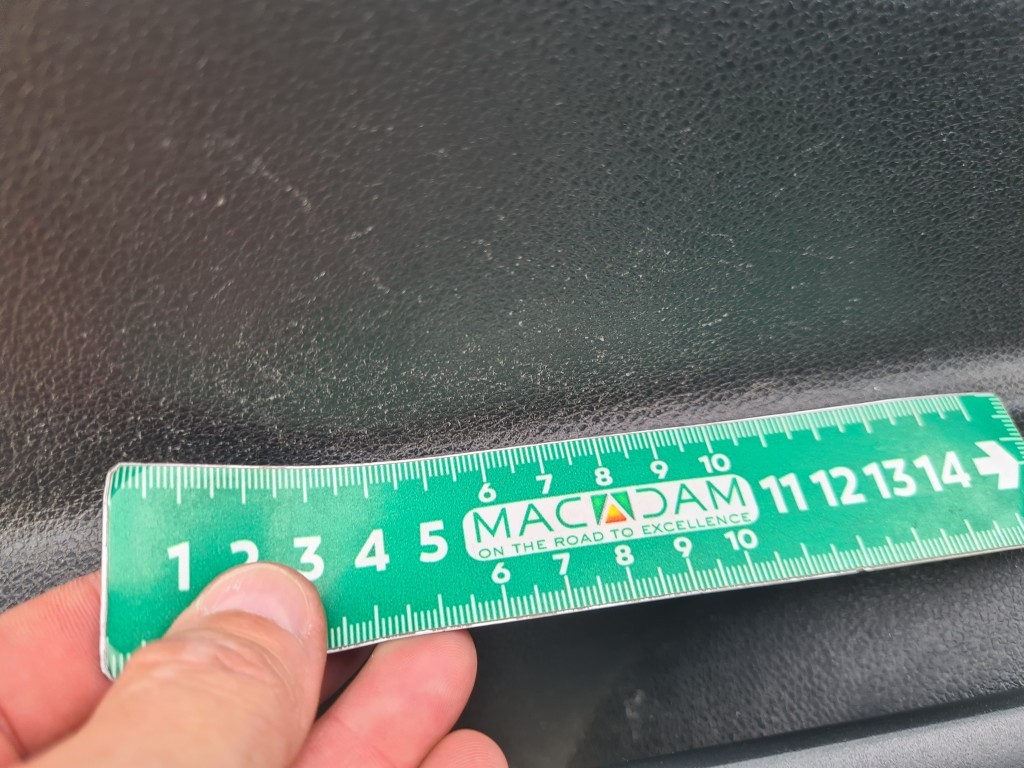 6 7 8 9 10
1 2 3 4 5 MACADAM 11 12 13 14
ON THE ROAD TO EXCELLENCE
6 7 8 9 10